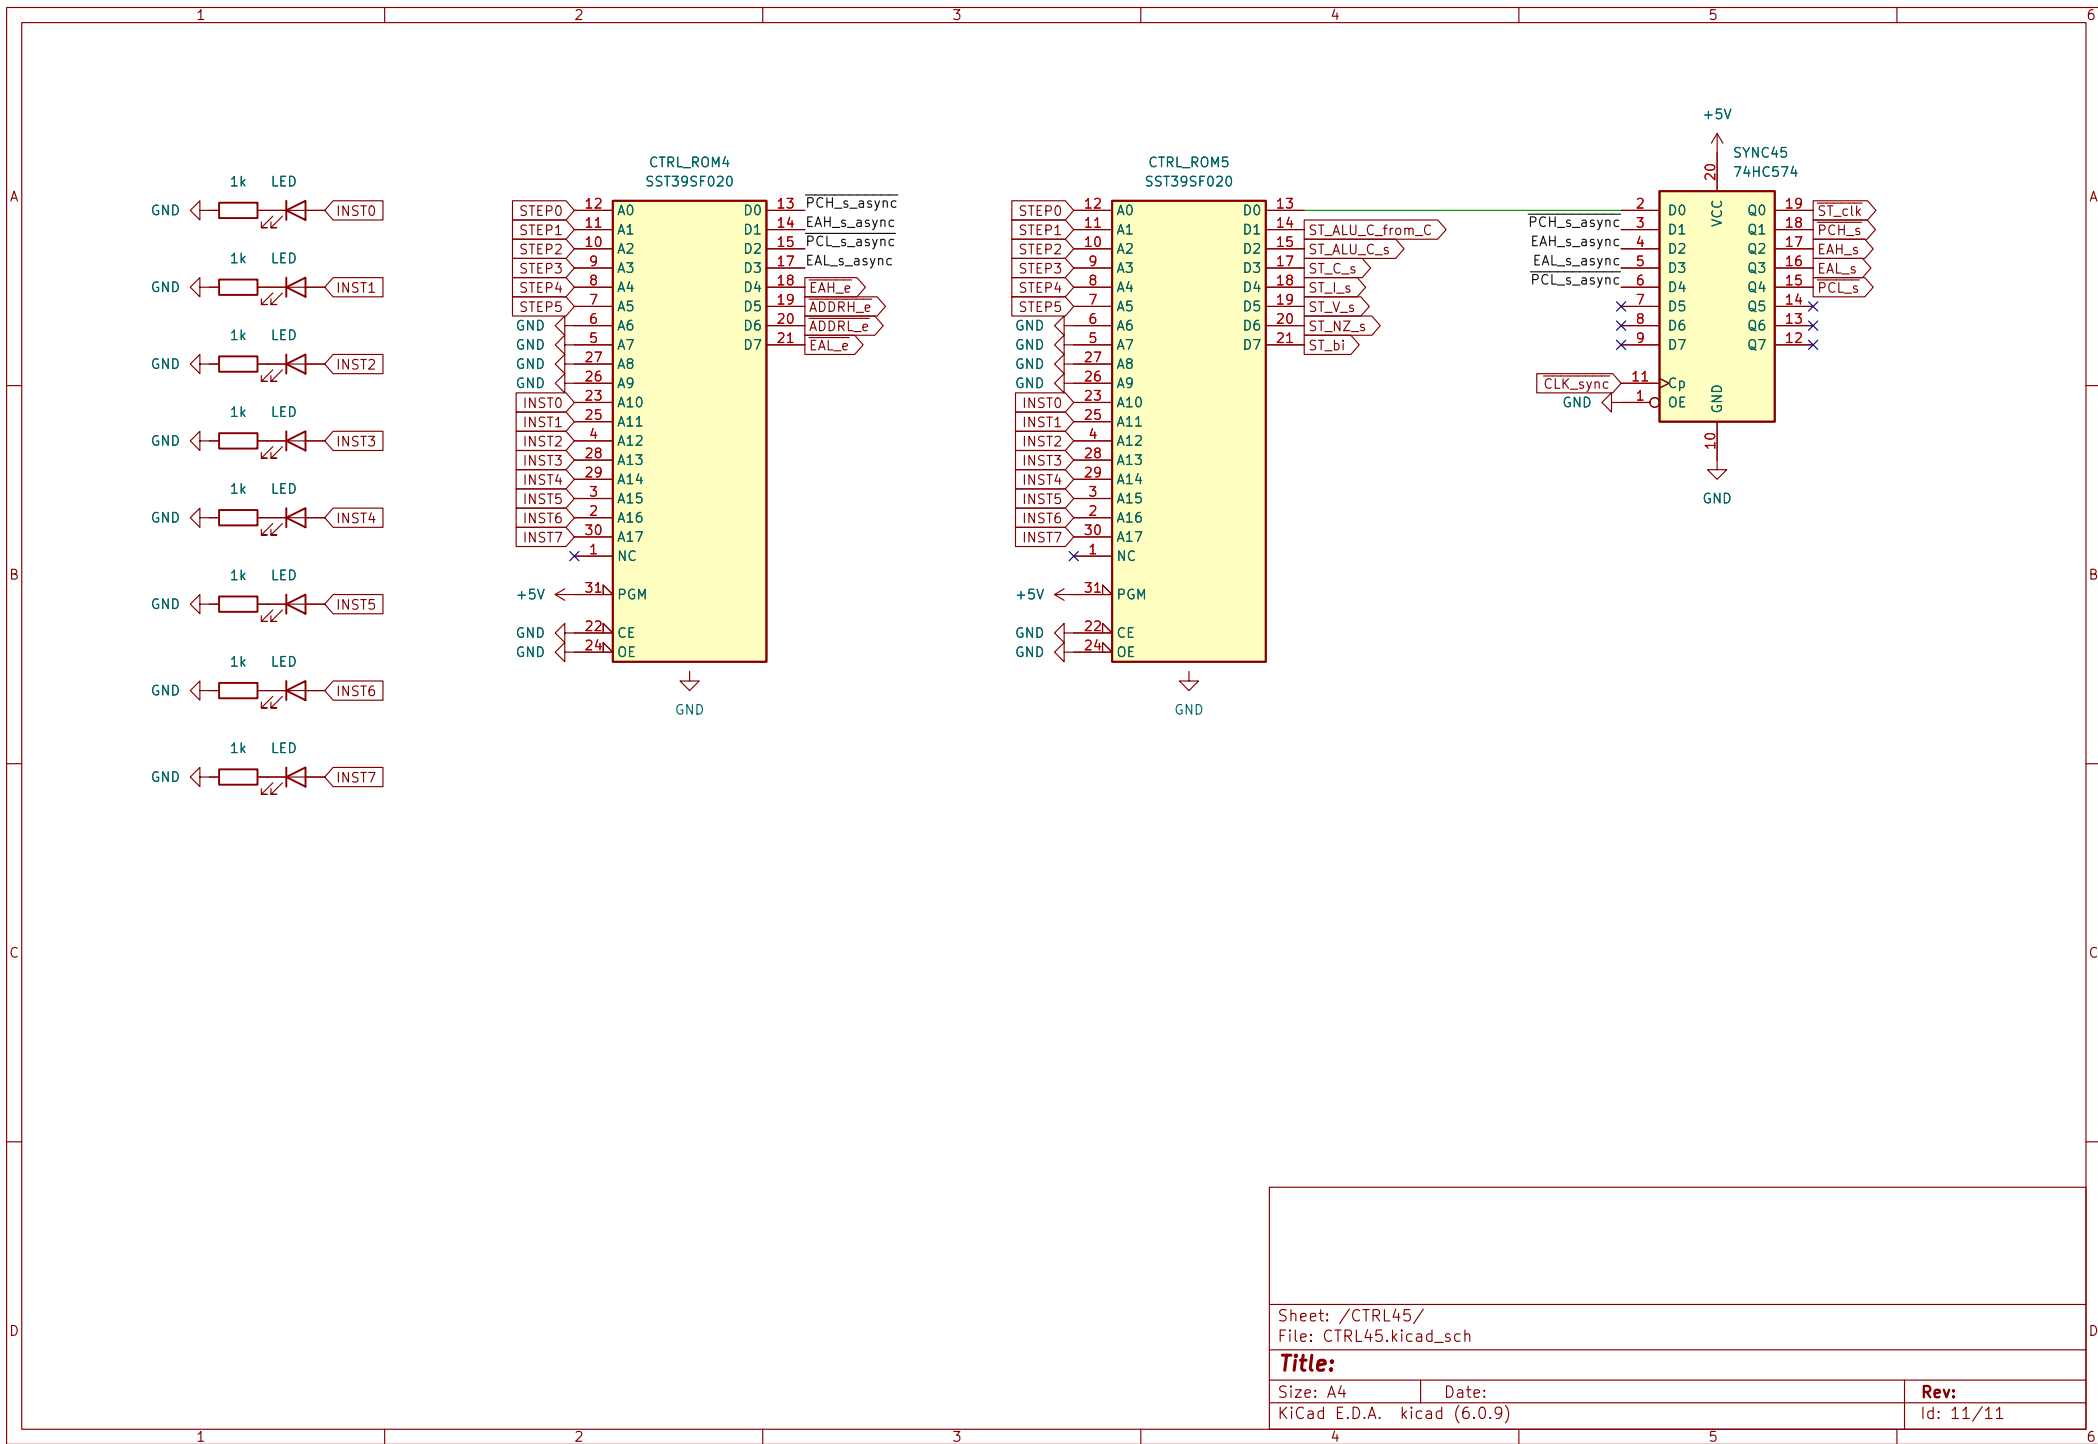 1 2 3 4 5 6
+5V
SYNC45
74HC574
CTRL_ROM4
SST39SF020
CTRL_ROM5
SST39SF020
A
A
1k LED
GND INST0
1k LED
GND INST1
1k LED
GND INST2
1k LED
GND INST3
1k LED
GND INST4
1k LED
GND INST5
1k LED
GND INST6
1k LED
GND INST7
STEP0 12 A0 D0 13 PCH_s_async
STEP1 11 A1 D1 14 EAH_s_async
STEP2 10 A2 D2 15 PCL_s_async
STEP3 9 A3 D3 17 EAL_s_async
STEP4 8 A4 D4 18 EAH_e
STEP5 7 A5 D5 19 ADDRH_e
GND 6 A6 D6 20 ADDRL_e
GND 5 A7 D7 21 EAL_e
GND 27 A8
GND 26 A9
INST0 23 A10
INST1 25 A11
INST2 4 A12
INST3 28 A13
INST4 29 A14
INST5 3 A15
INST6 2 A16
INST7 30 A17
1 NC
+5V 31 PGM
GND 22 CE
GND 24 OE
GND
STEP0 12 A0 D0 13
STEP1 11 A1 D1 14 ST_ALU_C_from_C
STEP2 10 A2 D2 15 ST_ALU_C_s
STEP3 9 A3 D3 17 ST_C_s
STEP4 8 A4 D4 18 ST_I_s
STEP5 7 A5 D5 19 ST_V_s
GND 6 A6 D6 20 ST_NZ_s
GND 5 A7 D7 21 ST_bi
GND 27 A8
GND 26 A9
INST0 23 A10
INST1 25 A11
INST2 4 A12
INST3 28 A13
INST4 29 A14
INST5 3 A15
INST6 2 A16
INST7 30 A17
1 NC
+5V 31 PGM
GND 22 CE
GND 24 OE
GND
20 VCC
2 D0 Q0 19 ST_clk
PCH_s_async 3 D1 Q1 18 PCH_s
EAH_s_async 4 D2 Q2 17 EAH_s
EAL_s_async 5 D3 Q3 16 EAL_s
PCL_s_async 6 D4 Q4 15 PCL_s
7 D5 Q5 14
8 D6 Q6 13
9 D7 Q7 12
CLK_sync 11 Cp
GND 1 OE
GND 10
GND
B
B
C
C
D
D
Sheet: /CTRL45/
File: CTRL45.kicad_sch
Title:
Size: A4 Date: Rev:
KiCad E.D.A. kicad (6.0.9) Id: 11/11
1 2 3 4 5 6